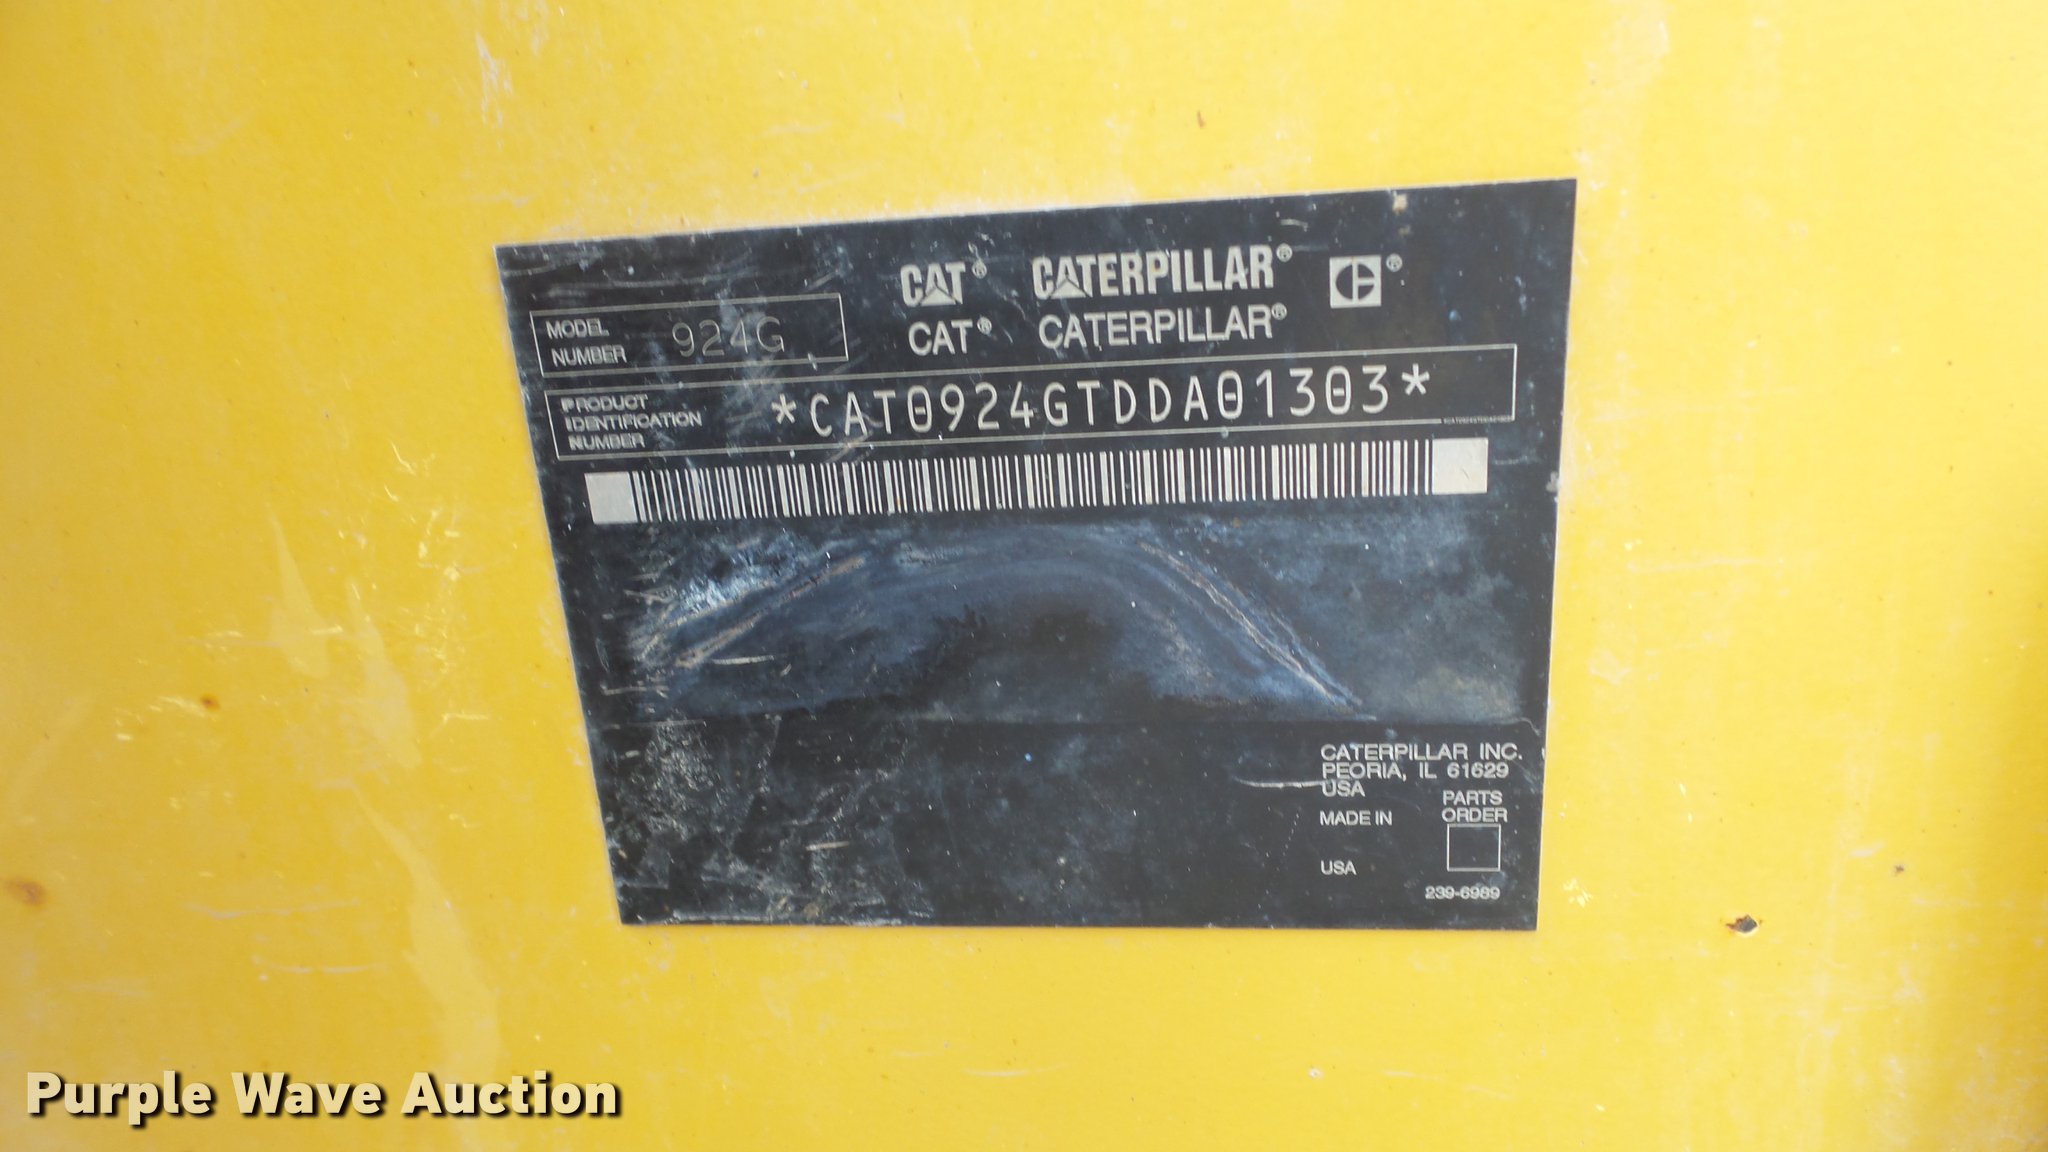 CAT® CATERPILLAR® CE®
CAT® CATERPILLAR®
MODEL
NUMBER 924G
PRODUCT
IDENTIFICATION
NUMBER
*CAT0924GTDDA01303*
CATERPILLAR INC.
PEORIA, IL 61629
USA
MADE IN
USA
PARTS
ORDER
239-6989
Purple Wave Auction